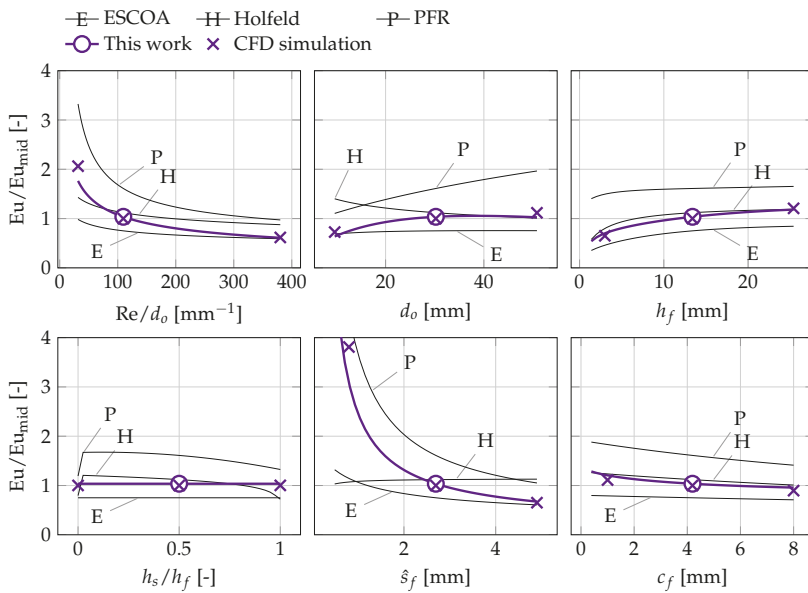 E ESCOA H Holfeld P PFR
This work CFD simulation
Eu/Eu_mid [-]
4
3
2
1
0
P
H
E
0 100 200 300 400
Re/d_o [mm⁻¹]
H
P
E
20 40
d_o [mm]
P
H
E
0 10 20
h_f [mm]
Eu/Eu_mid [-]
4
3
2
1
0
P
H
E
0 0.5 1
h_s/h_f [-]
P
H
E
2 4
ŝ_f [mm]
P
H
E
0 2 4 6 8
c_f [mm]